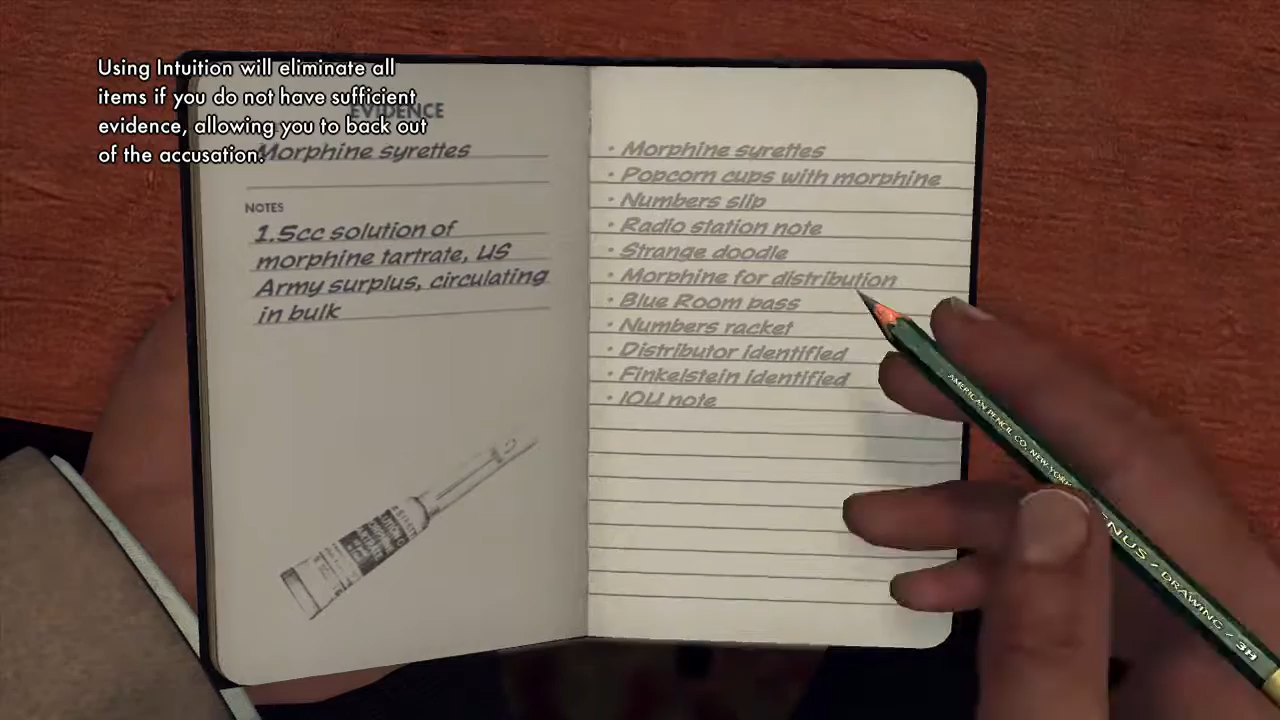 Using Intuition will eliminate all
items if you do not have sufficient
evidence, allowing you to back out
of the accusation.
EVIDENCE
Morphine syrettes
NOTES
1.5cc solution of
morphine tartrate, US
Army surplus, circulating
in bulk
• Morphine syrettes
• Popcorn cups with morphine
• Numbers slip
• Radio station note
• Strange doodle
• Morphine for distribution
• Blue Room pass
• Numbers racket
• Distributor identified
• Finkelstein identified
• IOU note
AMERICAN PENCIL CO. NEW YORK
NUS / DRAWING / 3H